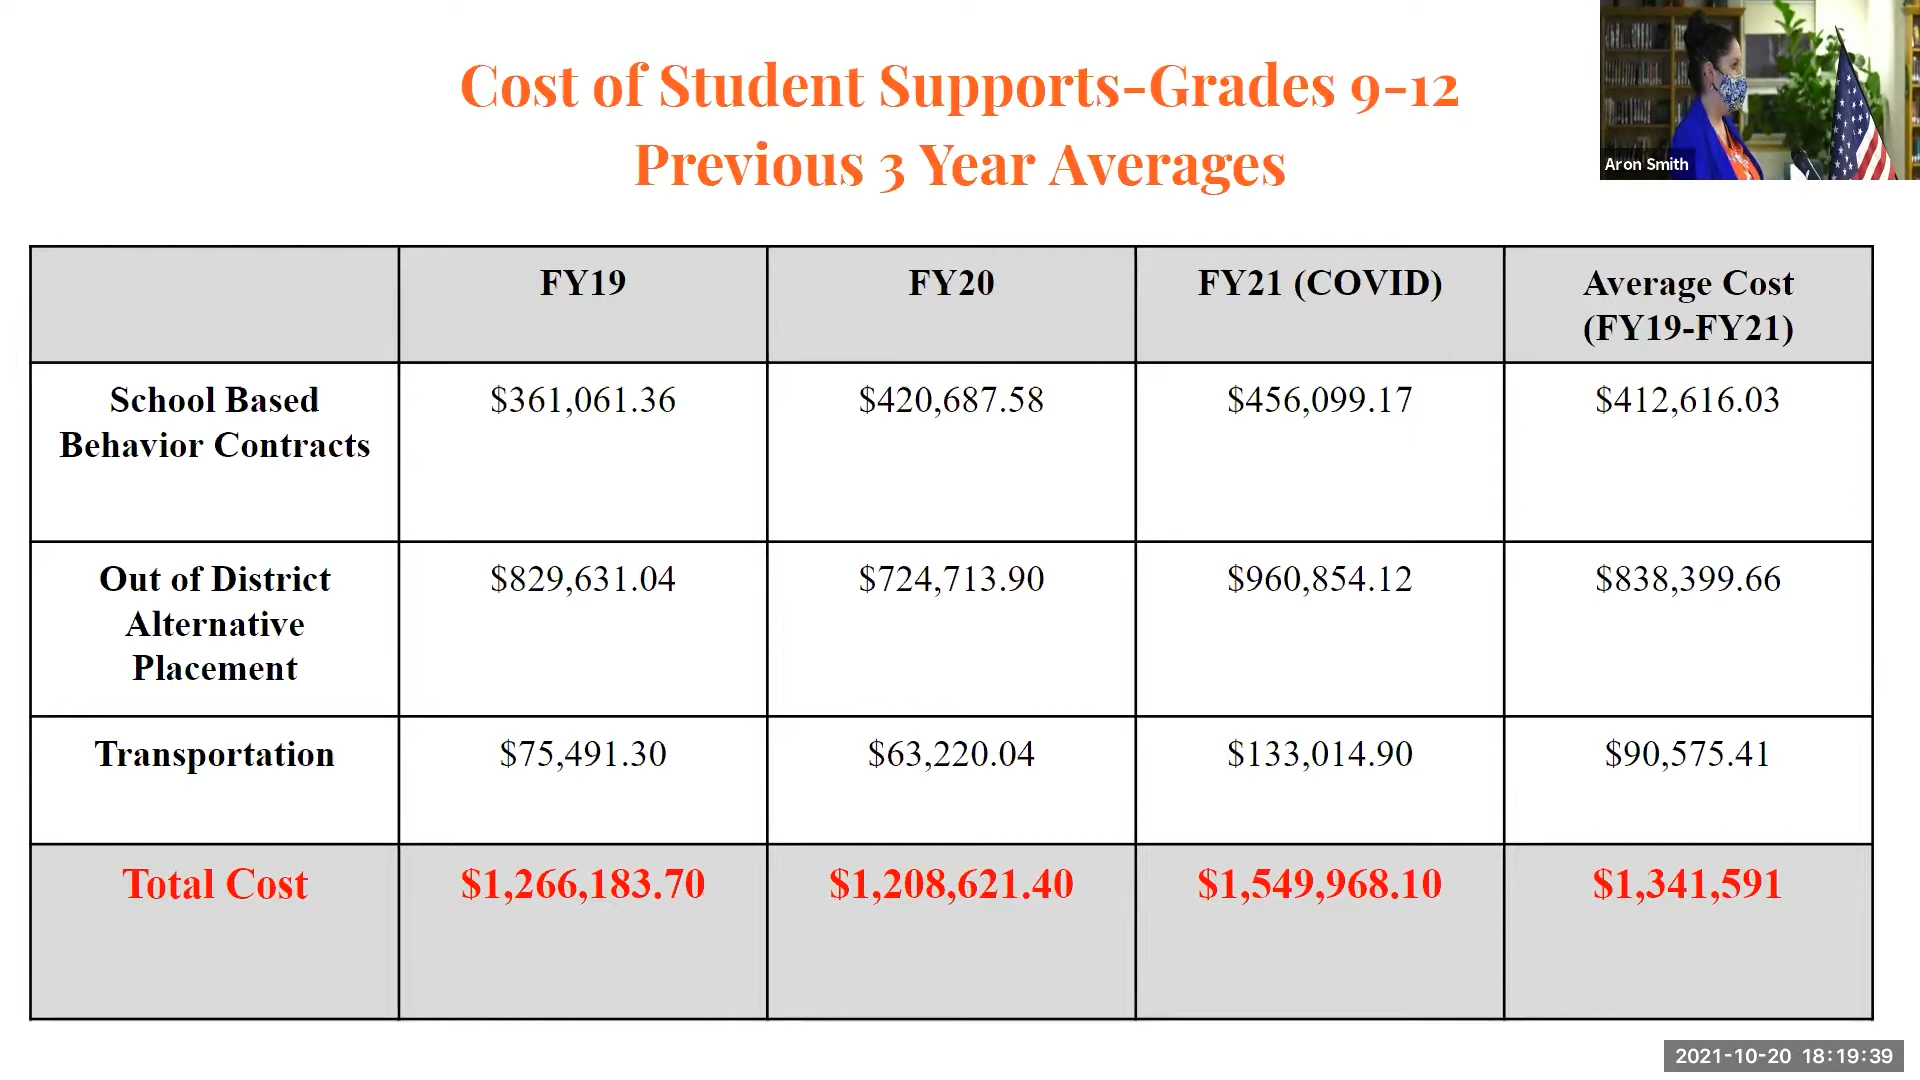 Cost of Student Supports-Grades 9-12
Previous 3 Year Averages
Aron Smith
FY19
FY20
FY21 (COVID)
Average Cost
(FY19-FY21)
School Based
Behavior Contracts
$361,061.36
$420,687.58
$456,099.17
$412,616.03
Out of District
Alternative
Placement
$829,631.04
$724,713.90
$960,854.12
$838,399.66
Transportation
$75,491.30
$63,220.04
$133,014.90
$90,575.41
Total Cost
$1,266,183.70
$1,208,621.40
$1,549,968.10
$1,341,591
2021-10-20 18:19:39